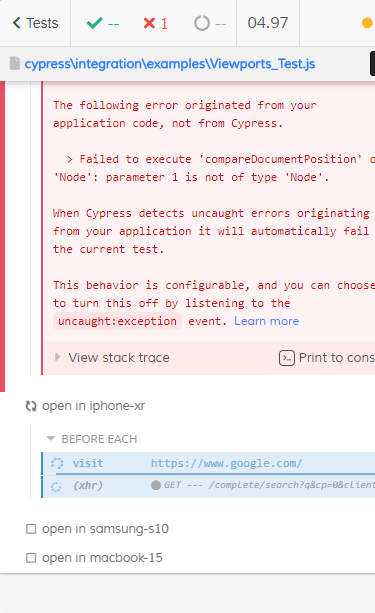 Tests -- 1 -- 04.97
cypress\integration\examples\Viewports_Test.js
The following error originated from your
application code, not from Cypress.
> Failed to execute 'compareDocumentPosition' o
'Node': parameter 1 is not of type 'Node'.
When Cypress detects uncaught errors originating
from your application it will automatically fail
the current test.
This behavior is configurable, and you can choose
to turn this off by listening to the
uncaught:exception event. Learn more
View stack trace Print to cons
open in iphone-xr
BEFORE EACH
visit https://www.google.com/
(xhr) GET --- /complete/search?q&cp=0&client
open in samsung-s10
open in macbook-15